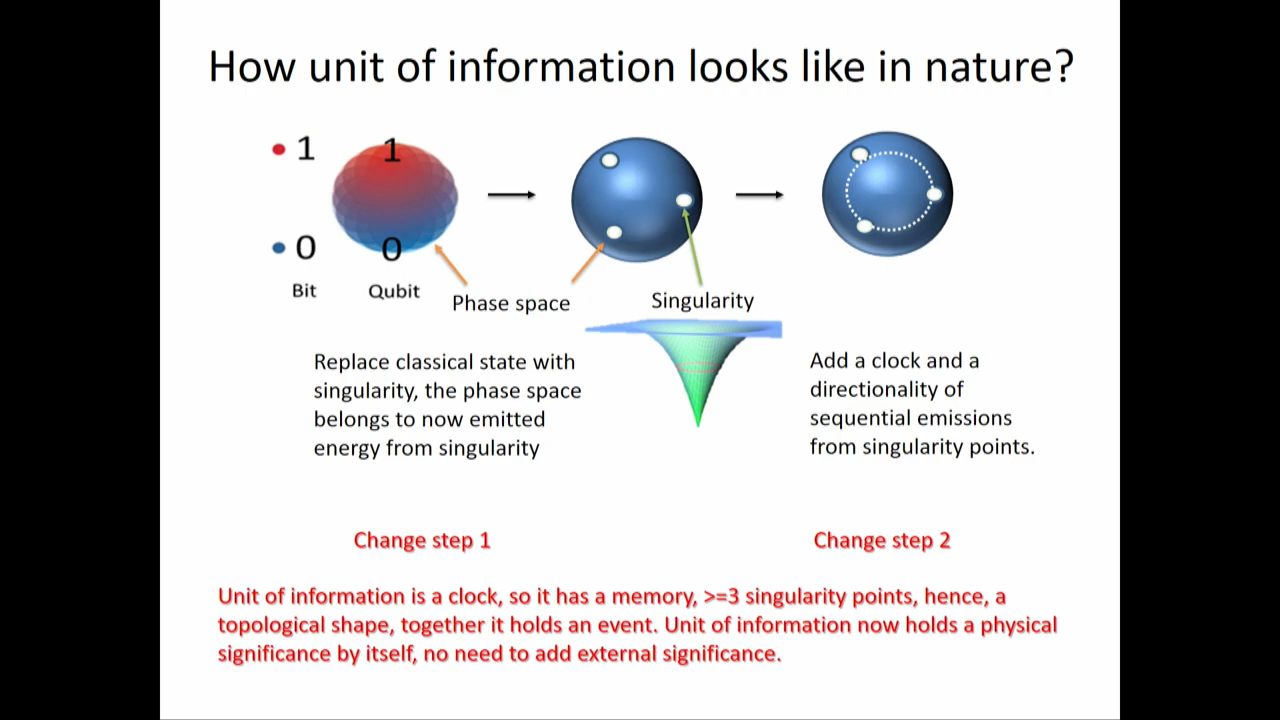 How unit of information looks like in nature?
1
1
0
0
Bit
Qubit
Phase space
Singularity
Replace classical state with
singularity, the phase space
belongs to now emitted
energy from singularity
Add a clock and a
directionality of
sequential emissions
from singularity points.
Change step 1
Change step 2
Unit of information is a clock, so it has a memory, >=3 singularity points, hence, a
topological shape, together it holds an event. Unit of information now holds a physical
significance by itself, no need to add external significance.